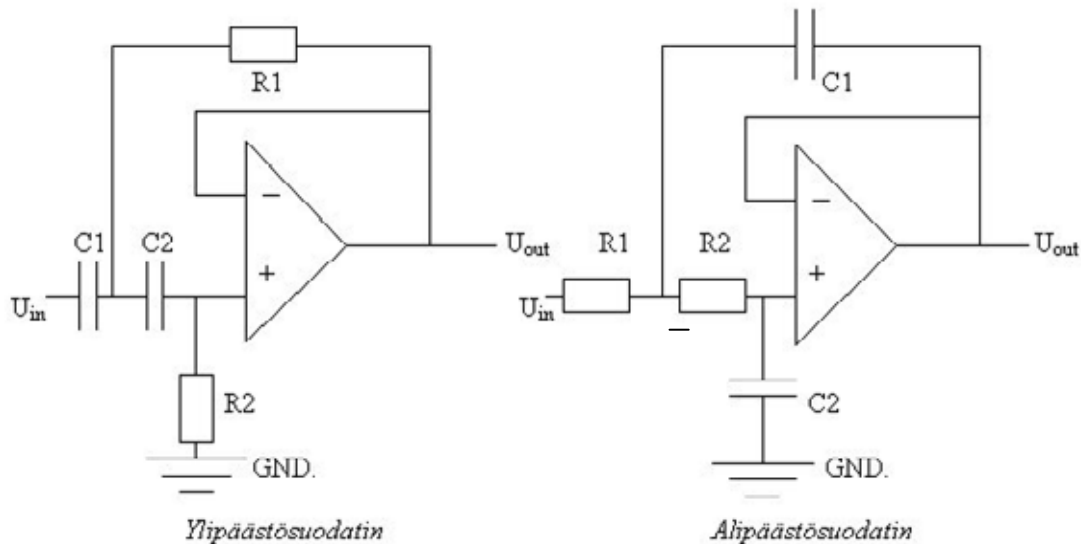 R1
C1
C1
C2
−
+
U_out
U_in
R2
GND.
Ylipäästösuodatin
R1
R2
−
+
U_out
U_in
C2
GND.
Alipäästösuodatin